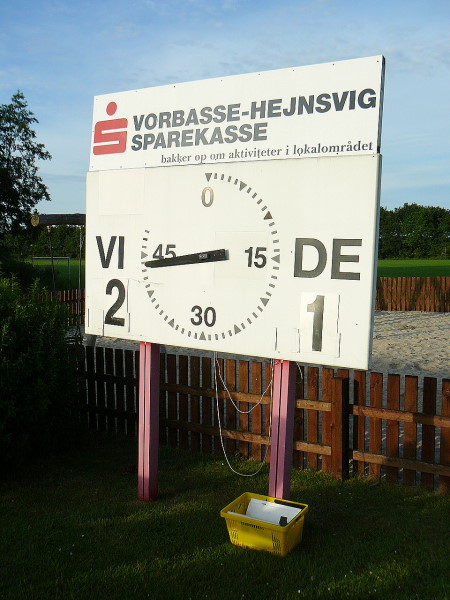 VORBASSE-HEJNSVIG
SPAREKASSE
bakker op om aktiviteter i lokalområdet
0
VI 45 15 DE
2 30 1